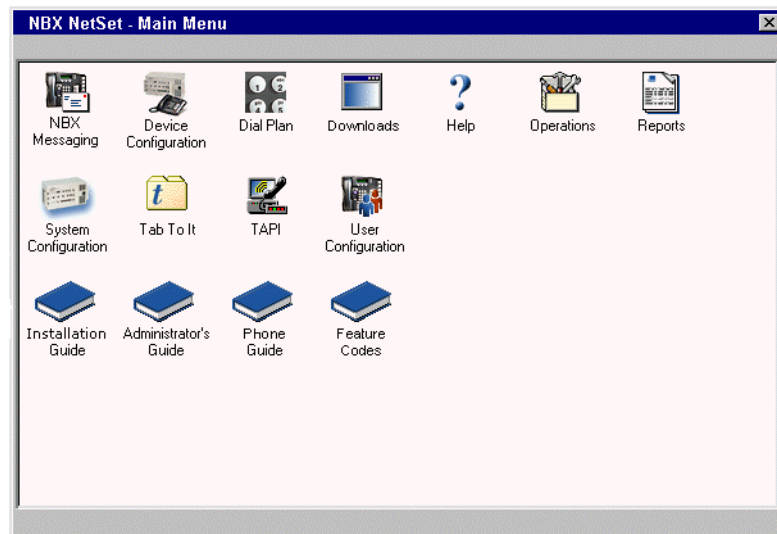 NBX NetSet - Main Menu
NBX Messaging
Device Configuration
Dial Plan
Downloads
Help
Operations
Reports
System Configuration
Tab To It
TAPI
User Configuration
Installation Guide
Administrator's Guide
Phone Guide
Feature Codes